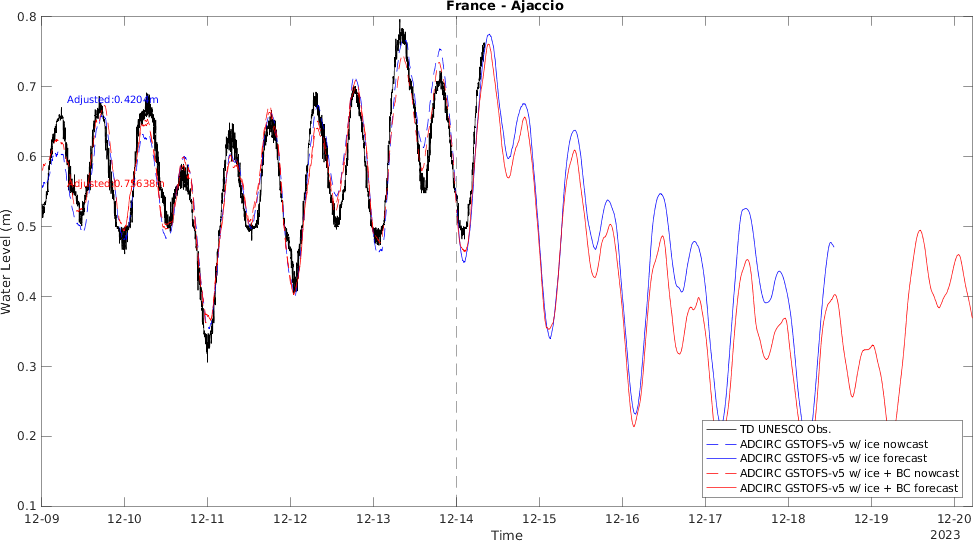 France - Ajaccio
0.8
0.7
0.6
0.5
0.4
0.3
0.2
0.1
Water Level (m)
Adjusted:0.4204m
Adjusted:0.75638m
TD UNESCO Obs.
ADCIRC GSTOFS-v5 w/ ice nowcast
ADCIRC GSTOFS-v5 w/ ice forecast
ADCIRC GSTOFS-v5 w/ ice + BC nowcast
ADCIRC GSTOFS-v5 w/ ice + BC forecast
12-09 12-10 12-11 12-12 12-13 12-14 12-15 12-16 12-17 12-18 12-19 12-20
Time
2023